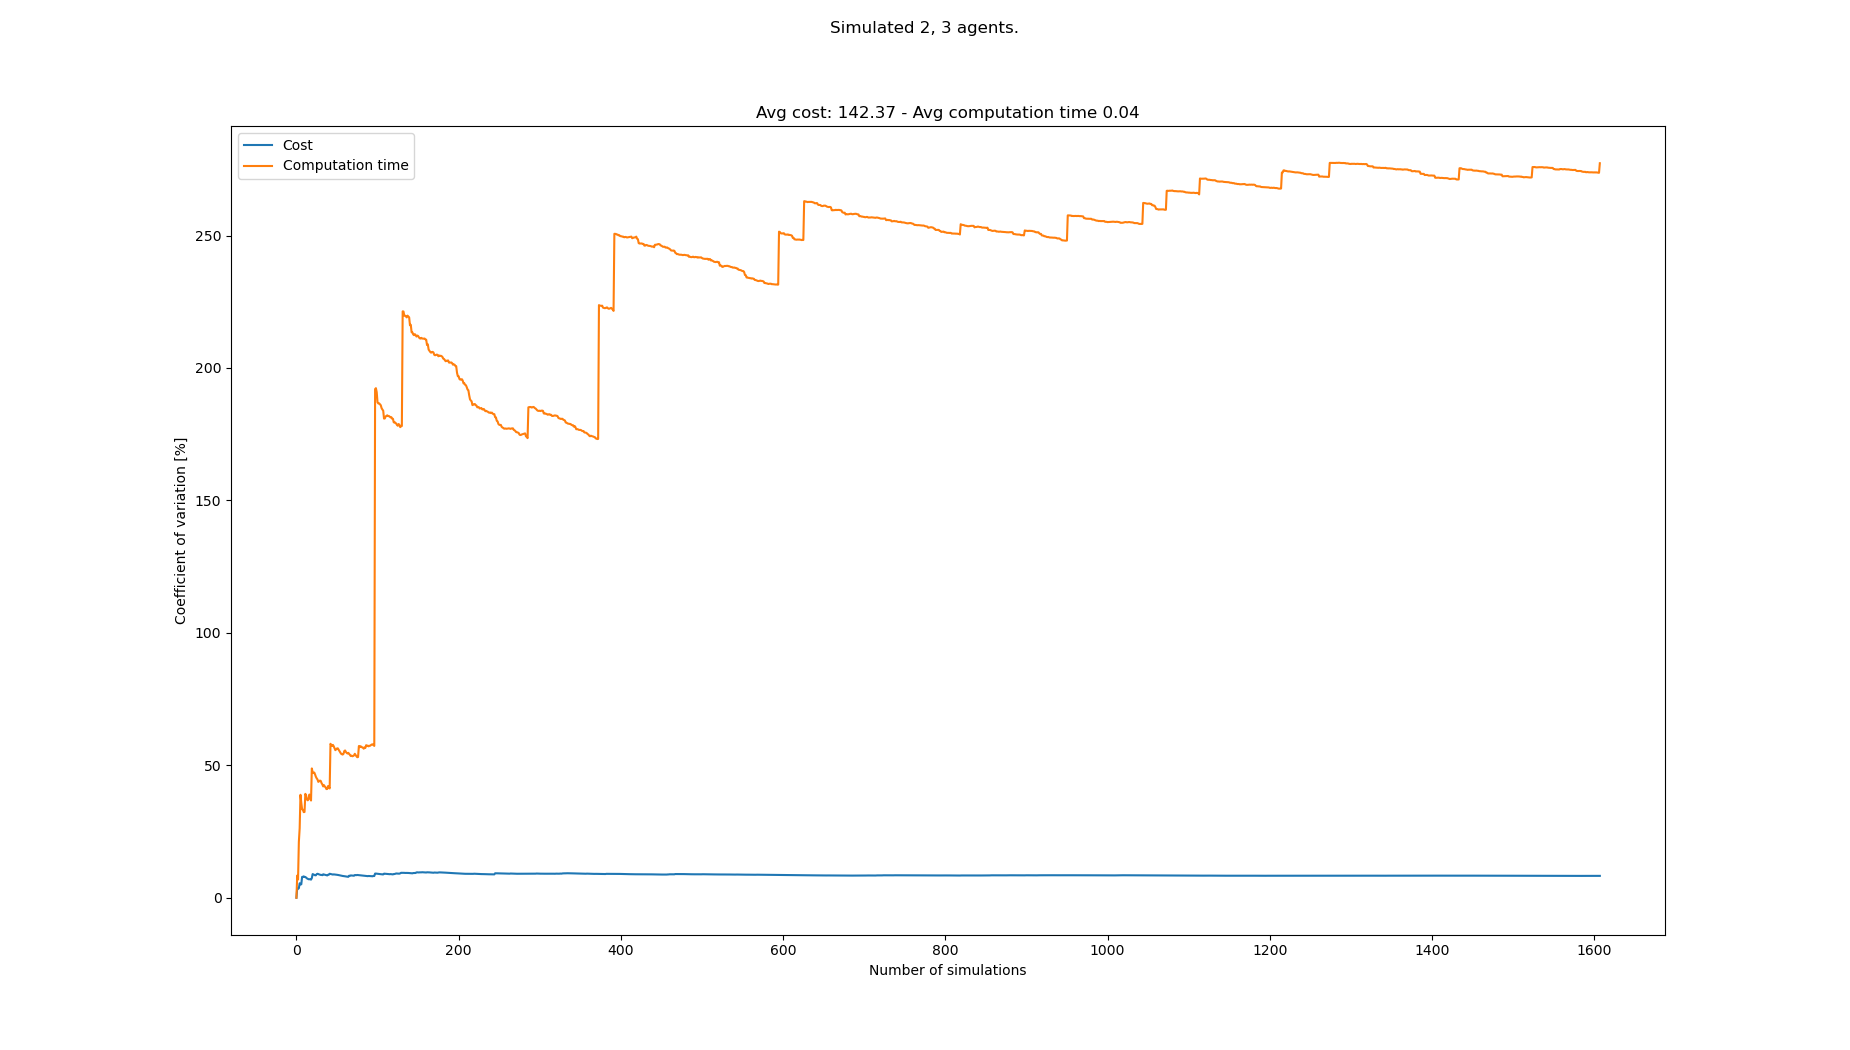 Simulated 2, 3 agents.
Avg cost: 142.37 - Avg computation time 0.04
Cost
Computation time
Coefficient of variation [%]
250
200
150
100
50
0
0 200 400 600 800 1000 1200 1400 1600
Number of simulations